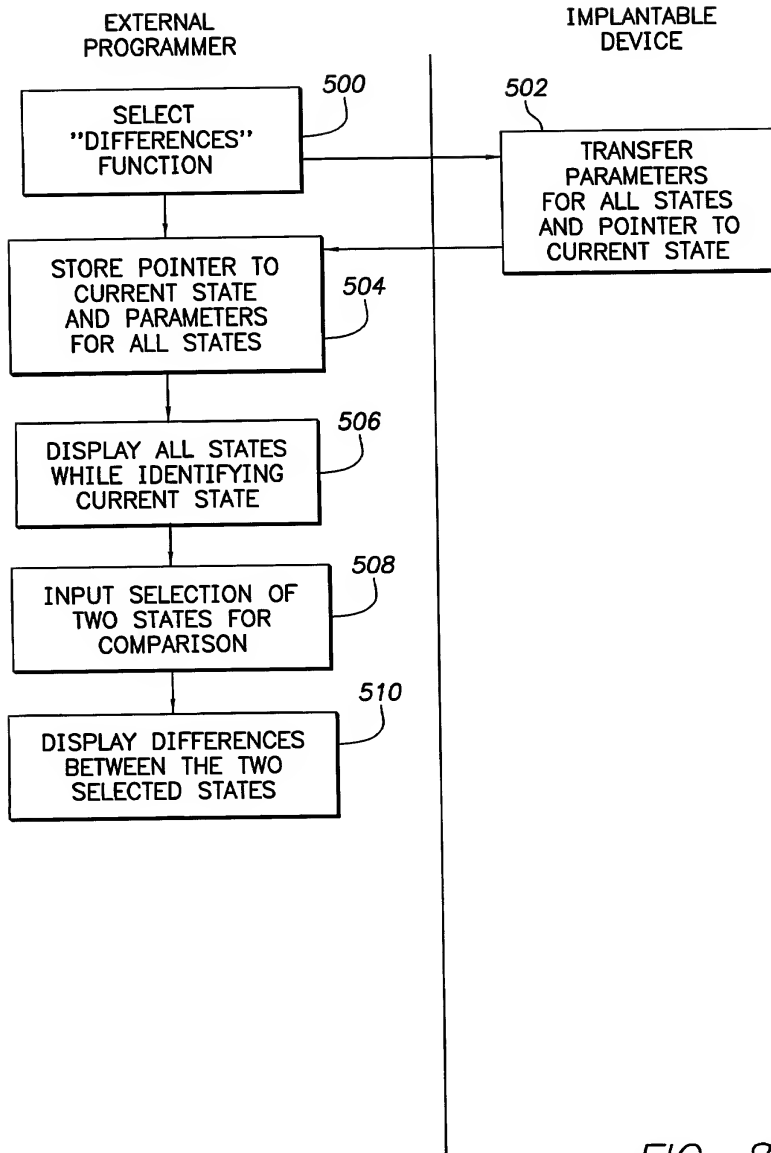 EXTERNAL
PROGRAMMER
IMPLANTABLE
DEVICE
500
SELECT
"DIFFERENCES"
FUNCTION
502
TRANSFER
PARAMETERS
FOR ALL STATES
AND POINTER TO
CURRENT STATE
STORE POINTER TO
CURRENT STATE
AND PARAMETERS
FOR ALL STATES
504
506
DISPLAY ALL STATES
WHILE IDENTIFYING
CURRENT STATE
508
INPUT SELECTION OF
TWO STATES FOR
COMPARISON
510
DISPLAY DIFFERENCES
BETWEEN THE TWO
SELECTED STATES